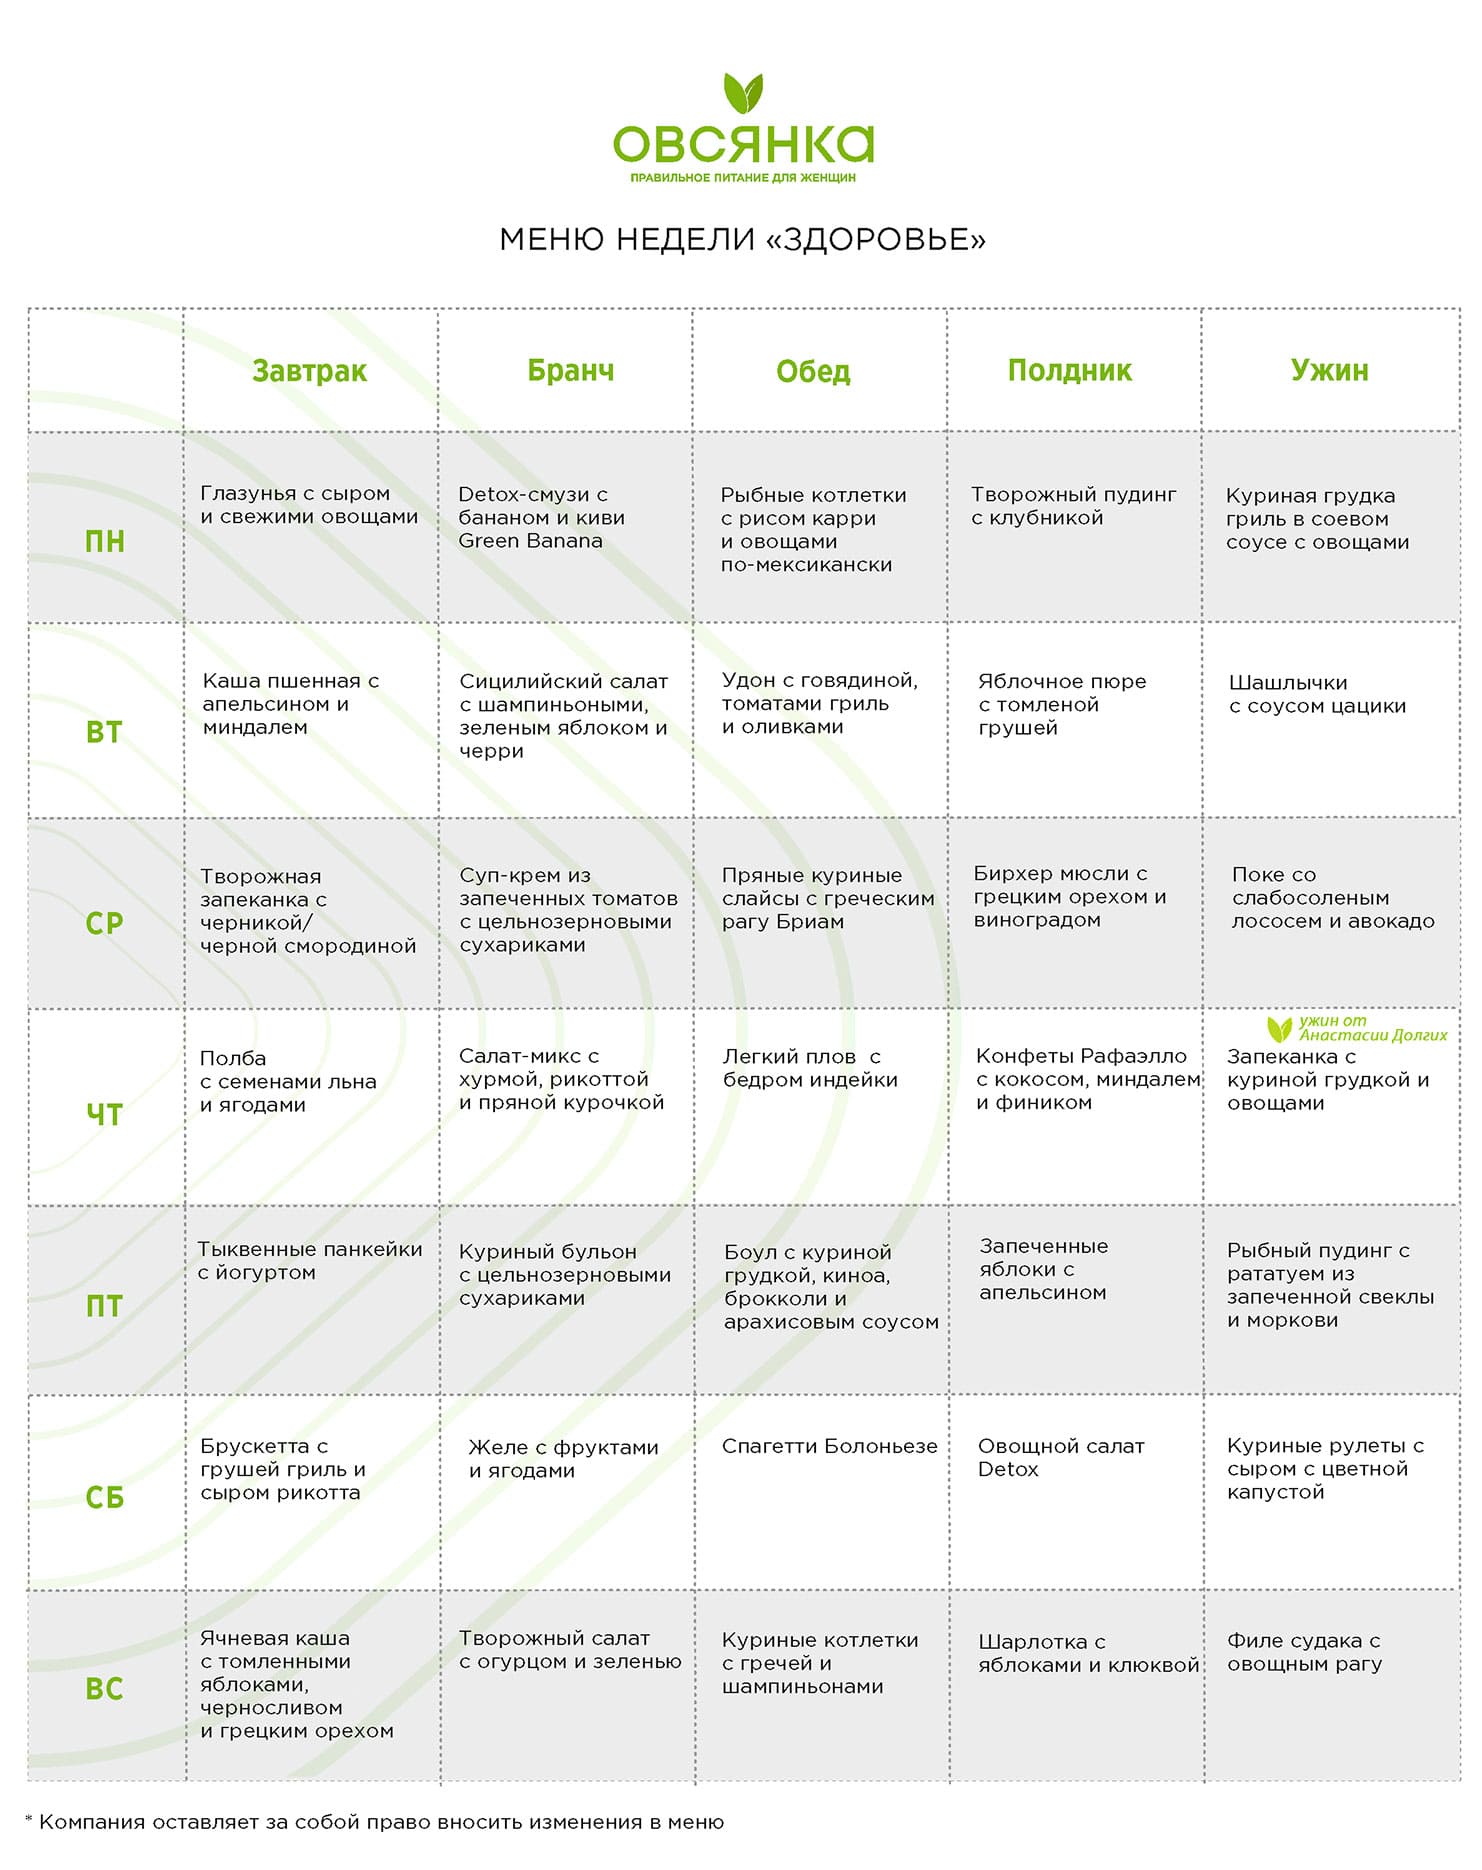 ОВСЯНКА
ПРАВИЛЬНОЕ ПИТАНИЕ ДЛЯ ЖЕНЩИН
МЕНЮ НЕДЕЛИ «ЗДОРОВЬЕ»
Завтрак
Бранч
Обед
Полдник
Ужин
ПН
Глазунья с сыром
и свежими овощами
Detox-смузи с
бананом и киви
Green Banana
Рыбные котлетки
с рисом карри
и овощами
по-мексикански
Творожный пудинг
с клубникой
Куриная грудка
гриль в соевом
соусе с овощами
ВТ
Каша пшенная с
апельсином и
миндалем
Сицилийский салат
с шампиньоными,
зеленым яблоком и
черри
Удон с говядиной,
томатами гриль
и оливками
Яблочное пюре
с томленой
грушей
Шашлычки
с соусом цацики
СР
Творожная
запеканка с
черникой/
черной смородиной
Суп-крем из
запеченных томатов
с цельнозерновыми
сухариками
Пряные куриные
слайсы с греческим
рагу Бриам
Бирхер мюсли с
грецким орехом и
виноградом
Поке со
слабосоленым
лососем и авокадо
ЧТ
Полба
с семенами льна
и ягодами
Салат-микс с
хурмой, рикоттой
и пряной курочкой
Легкий плов с
бедром индейки
Конфеты Рафаэлло
с кокосом, миндалем
и фиником
ужин от
Анастасии Долгих
Запеканка с
куриной грудкой и
овощами
ПТ
Тыквенные панкейки
с йогуртом
Куриный бульон
с цельнозерновыми
сухариками
Боул с куриной
грудкой, киноа,
брокколи и
арахисовым соусом
Запеченные
яблоки с
апельсином
Рыбный пудинг с
рататуем из
запеченной свеклы
и моркови
СБ
Брускетта с
грушей гриль и
сыром рикотта
Желе с фруктами
и ягодами
Спагетти Болоньезе
Овощной салат
Detox
Куриные рулеты с
сыром с цветной
капустой
ВС
Ячневая каша
с томленными
яблоками,
черносливом
и грецким орехом
Творожный салат
с огурцом и зеленью
Куриные котлетки
с гречей и
шампиньонами
Шарлотка с
яблоками и клюквой
Филе судака с
овощным рагу
* Компания оставляет за собой право вносить изменения в меню